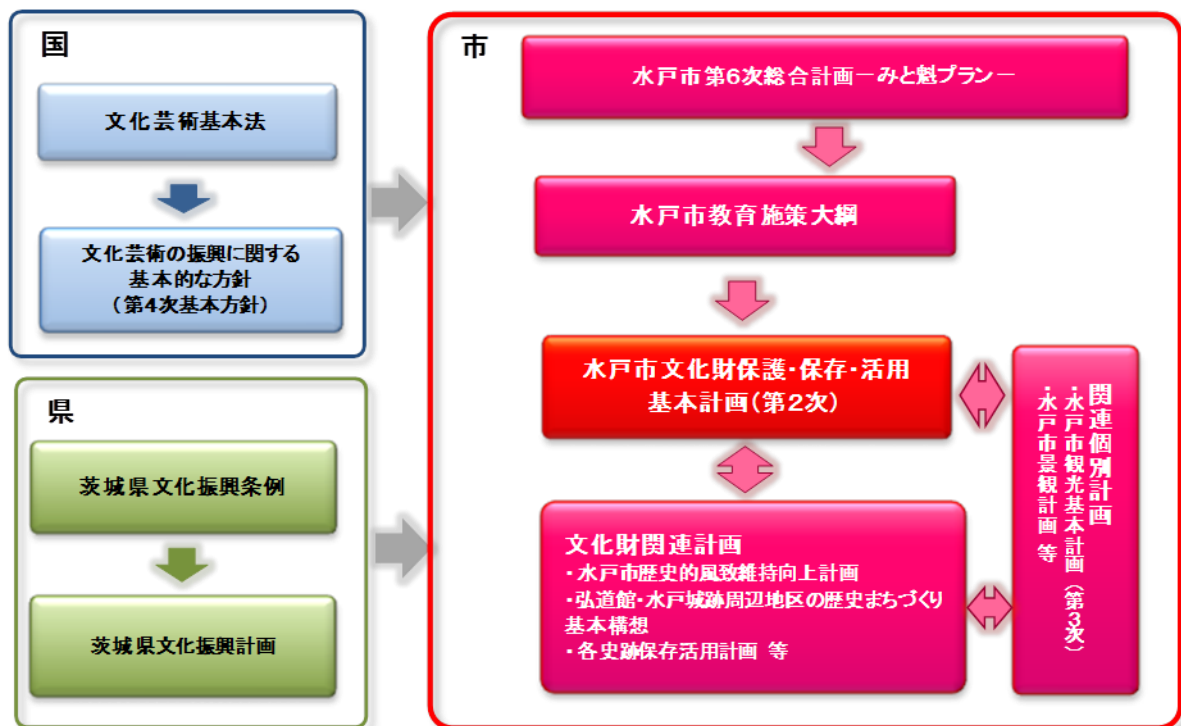 国
文化芸術基本法
文化芸術の振興に関する
基本的な方針
（第4次基本方針）
県
茨城県文化振興条例
茨城県文化振興計画
市
水戸市第6次総合計画－みと魁プラン－
水戸市教育施策大綱
水戸市文化財保護・保存・活用
基本計画（第2次）
文化財関連計画
・水戸市歴史的風致維持向上計画
・弘道館・水戸城跡周辺地区の歴史まちづくり
基本構想
・各史跡保存活用計画 等
関連個別計画
・水戸市観光基本計画（第3次）
・水戸市景観計画 等